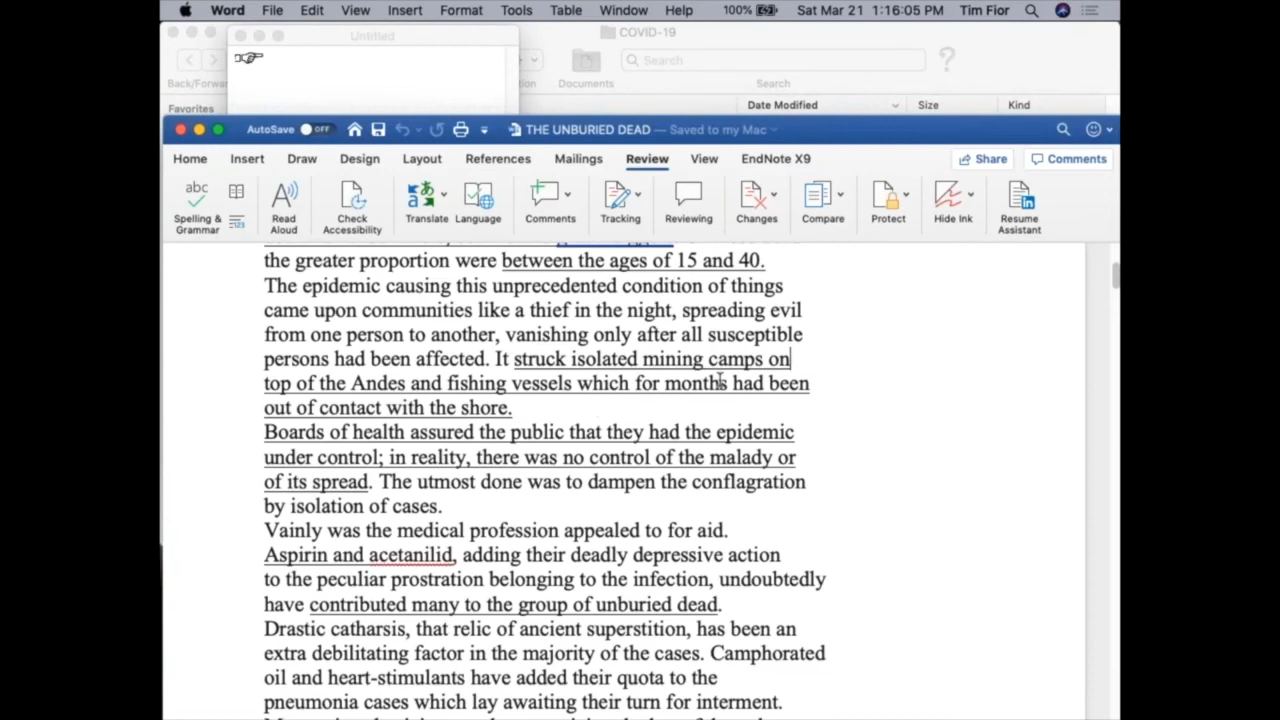 Word File Edit View Insert Format Tools Table Window Help 100% Sat Mar 21 1:16:05 PM Tim Fior
Untitled
COVID-19
Search
Back/Forwar
tion
Documents
Search
Favorites
Date Modified Size Kind
AutoSave OFF THE UNBURIED DEAD — Saved to my Mac
Home Insert Draw Design Layout References Mailings Review View EndNote X9 Share Comments
abc
Spelling & Grammar
123
Read Aloud
Check Accessibility
Translate
Language
Comments
Tracking
Reviewing
Changes
Compare
Protect
Hide Ink
Resume Assistant
the greater proportion were between the ages of 15 and 40.
The epidemic causing this unprecedented condition of things
came upon communities like a thief in the night, spreading evil
from one person to another, vanishing only after all susceptible
persons had been affected. It struck isolated mining camps on
top of the Andes and fishing vessels which for months had been
out of contact with the shore.
Boards of health assured the public that they had the epidemic
under control; in reality, there was no control of the malady or
of its spread. The utmost done was to dampen the conflagration
by isolation of cases.
Vainly was the medical profession appealed to for aid.
Aspirin and acetanilid, adding their deadly depressive action
to the peculiar prostration belonging to the infection, undoubtedly
have contributed many to the group of unburied dead.
Drastic catharsis, that relic of ancient superstition, has been an
extra debilitating factor in the majority of the cases. Camphorated
oil and heart-stimulants have added their quota to the
pneumonia cases which lay awaiting their turn for interment.